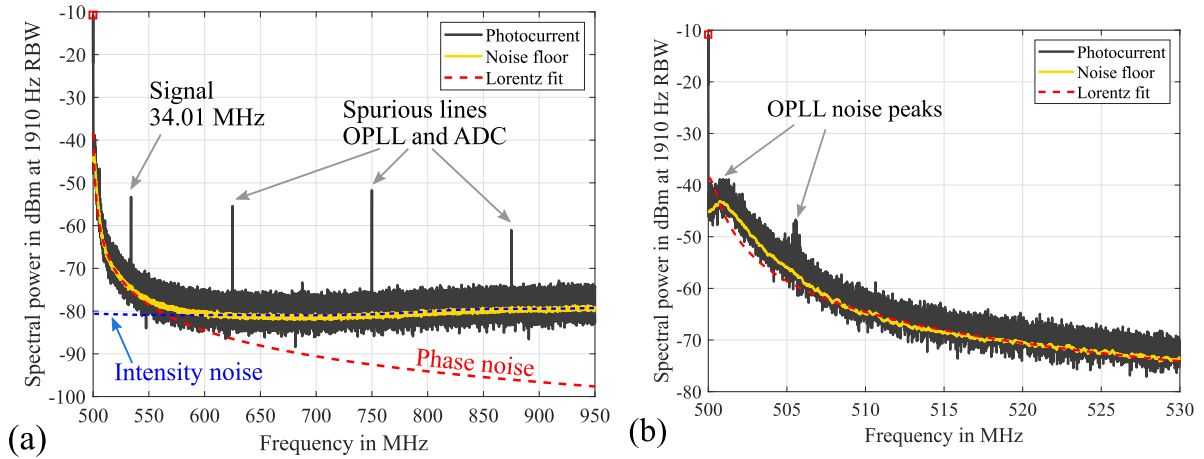 Spectral power in dBm at 1910 Hz RBW
-10
-20
-30
-40
-50
-60
-70
-80
-90
-100
Photocurrent
Noise floor
Lorentz fit
Signal
34.01 MHz
Spurious lines
OPLL and ADC
Intensity noise
Phase noise
500
550
600
650
700
750
800
850
900
950
Frequency in MHz
(a)
Spectral power in dBm at 1910 Hz RBW
-10
-20
-30
-40
-50
-60
-70
-80
Photocurrent
Noise floor
Lorentz fit
OPLL noise peaks
500
505
510
515
520
525
530
Frequency in MHz
(b)